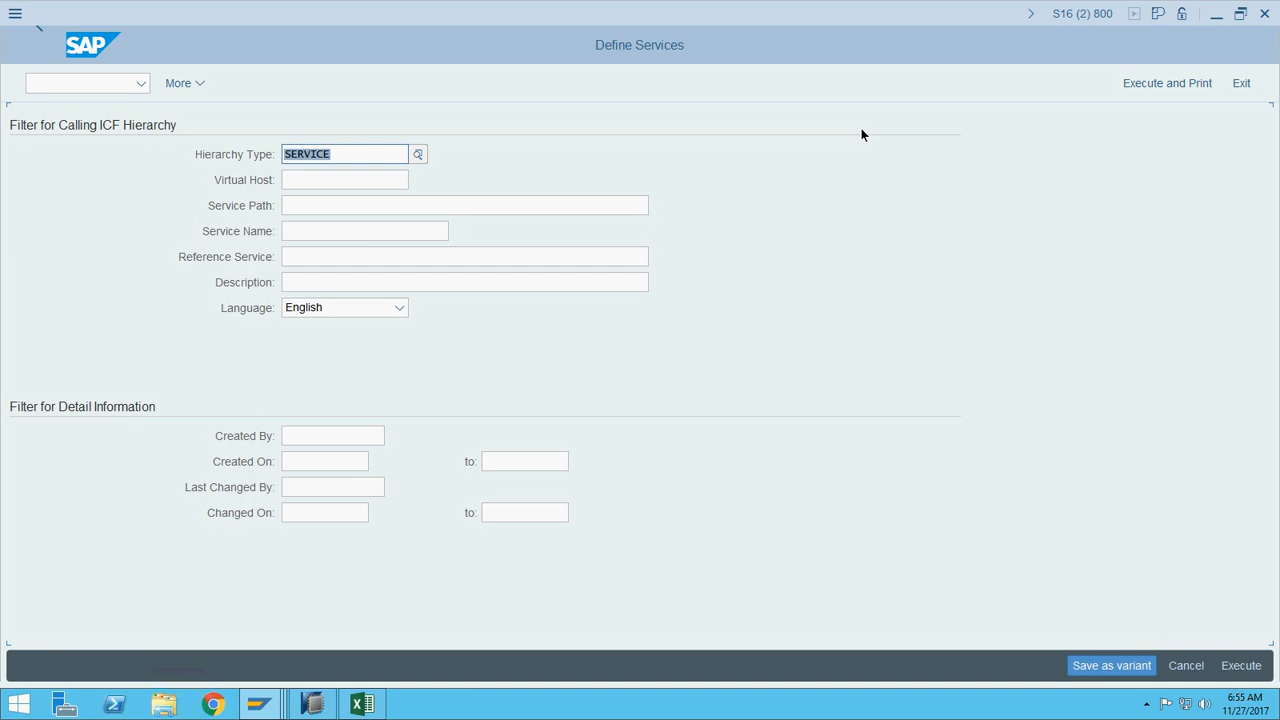 S16 (2) 800
SAP
Define Services
More
Execute and Print
Exit
Filter for Calling ICF Hierarchy
Hierarchy Type: SERVICE
Virtual Host:
Service Path:
Service Name:
Reference Service:
Description:
Language: English
Filter for Detail Information
Created By:
Created On: to:
Last Changed By:
Changed On: to:
Save as variant
Cancel
Execute
6:55 AM
11/27/2017